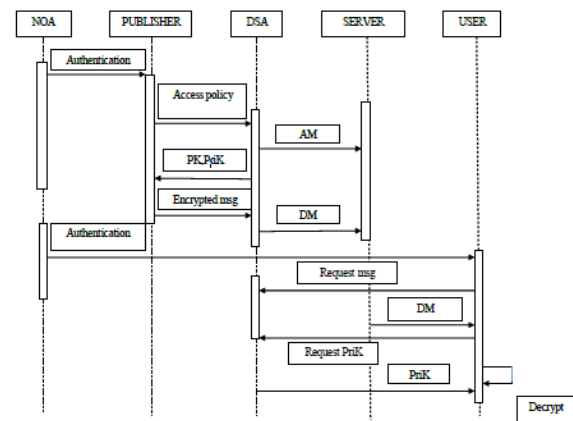 NOA
PUBLISHER
DSA
SERVER
USER
Authentication
Access policy
AM
PK,PriK
Encrypted msg
DM
Authentication
Request msg
DM
Request PriK
PriK
Decrypt